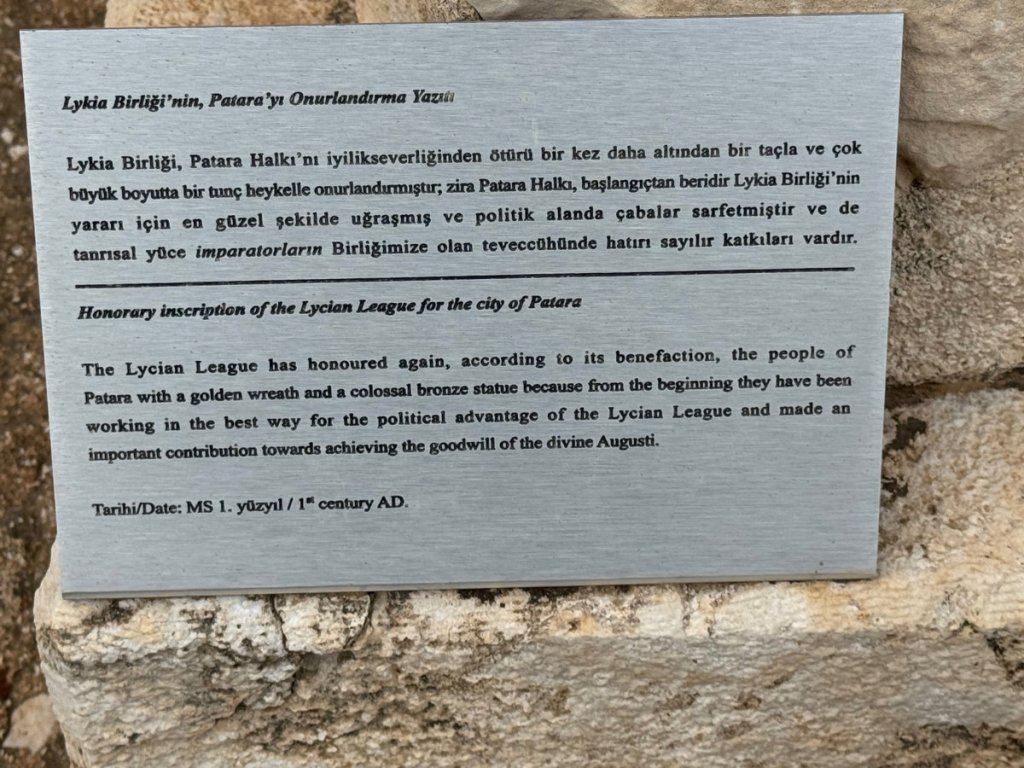 Lykia Birliği'nin, Patara'yı Onurlandırma Yazıtı
Lykia Birliği, Patara Halkı'nı iyilikseverliğinden ötürü bir kez daha altından bir taçla ve çok
büyük boyutta bir tunç heykelle onurlandırmıştır; zira Patara Halkı, başlangıçtan beridir Lykia Birliği'nin
yararı için en güzel şekilde uğraşmış ve politik alanda çabalar sarfetmiştir ve de
tanrısal yüce imparatorların Birliğimize olan teveccühünde hatırı sayılır katkıları vardır.
Honorary inscription of the Lycian League for the city of Patara
The Lycian League has honoured again, according to its benefaction, the people of
Patara with a golden wreath and a colossal bronze statue because from the beginning they have been
working in the best way for the political advantage of the Lycian League and made an
important contribution towards achieving the goodwill of the divine Augusti.
Tarihi/Date: MS 1. yüzyıl / 1st century AD.